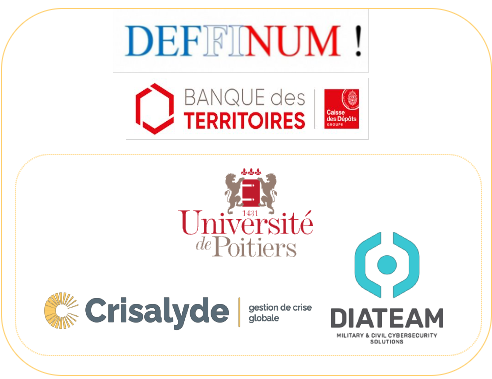 DEFFINUM !
BANQUE des
TERRITOIRES
Caisse
des Dépôts
GROUPE
1431
Université
de Poitiers
Crisalyde
gestion de crise
globale
DIATEAM
MILITARY & CIVIL CYBERSECURITY
SOLUTIONS